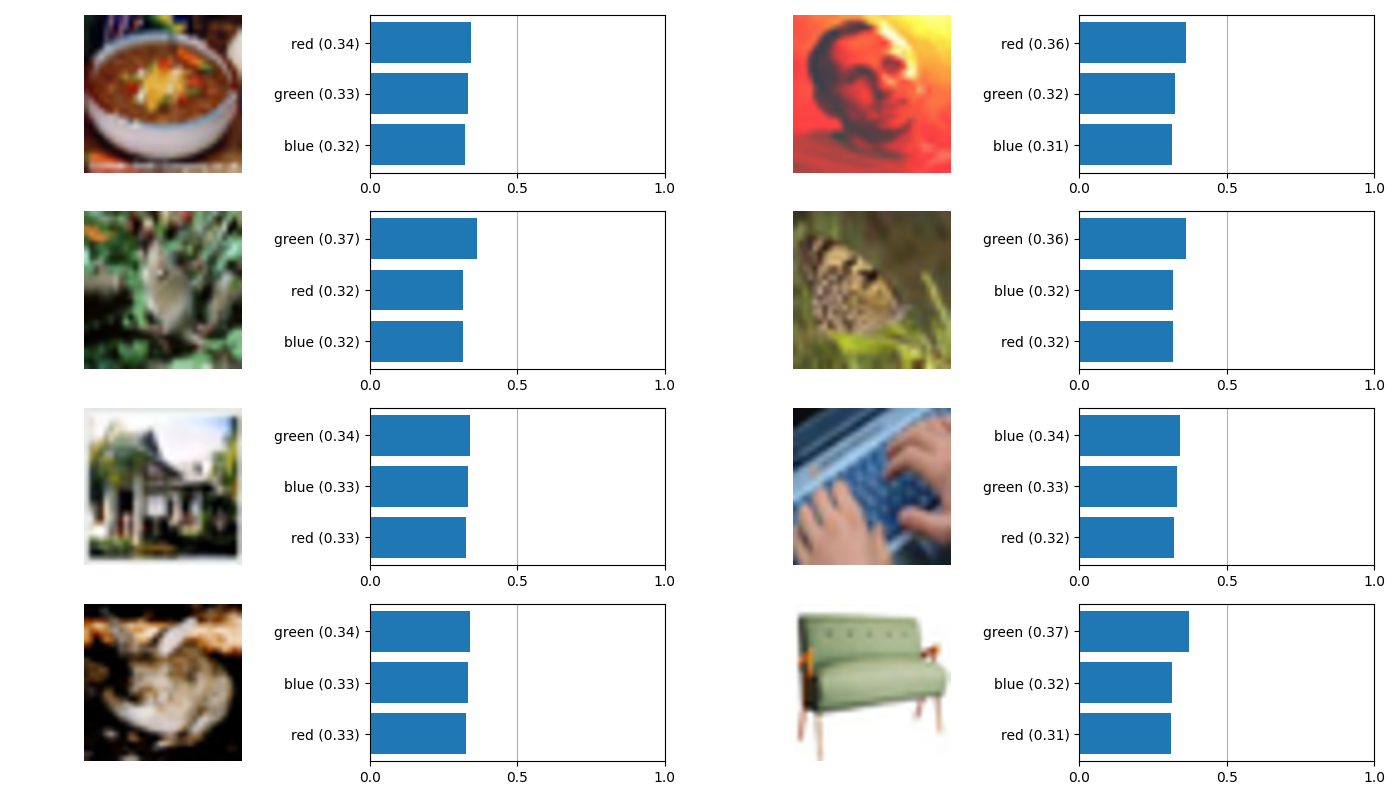 red (0.34)
green (0.33)
blue (0.32)
0.0 0.5 1.0
red (0.36)
green (0.32)
blue (0.31)
0.0 0.5 1.0
green (0.37)
red (0.32)
blue (0.32)
0.0 0.5 1.0
green (0.36)
blue (0.32)
red (0.32)
0.0 0.5 1.0
green (0.34)
blue (0.33)
red (0.33)
0.0 0.5 1.0
blue (0.34)
green (0.33)
red (0.32)
0.0 0.5 1.0
green (0.34)
blue (0.33)
red (0.33)
0.0 0.5 1.0
green (0.37)
blue (0.32)
red (0.31)
0.0 0.5 1.0